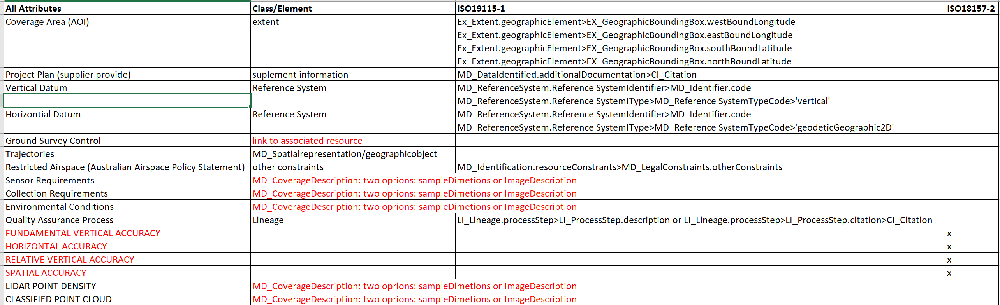 All Attributes Class/Element ISO19115-1 ISO18157-2
Coverage Area (AOI) extent Ex_Extent.geographicElement>EX_GeographicBoundingBox.westBoundLongitude
Ex_Extent.geographicElement>EX_GeographicBoundingBox.eastBoundLongitude
Ex_Extent.geographicElement>EX_GeographicBoundingBox.southBoundLatitude
Ex_Extent.geographicElement>EX_GeographicBoundingBox.northBoundLatitude
Project Plan (supplier provide) suplement information MD_DataIdentified.additionalDocumentation>CI_Citation
Vertical Datum Reference System MD_ReferenceSystem.Reference SystemIdentifier>MD_Identifier.code
MD_ReferenceSystem.Reference SystemIType>MD_Reference SystemTypeCode>'vertical'
Horizontial Datum Reference System MD_ReferenceSystem.Reference SystemIdentifier>MD_Identifier.code
MD_ReferenceSystem.Reference SystemIType>MD_Reference SystemTypeCode>'geodeticGeographic2D'
Ground Survey Control link to associated resource
Trajectories MD_Spatialrepresentation/geographicobject
Restricted Airspace (Australian Airspace Policy Statement) other constraints MD_Identification.resourceConstrants>MD_LegalConstraints.otherConstraints
Sensor Requirements MD_CoverageDescription: two oprions: sampleDimetions or ImageDescription
Collection Requirements MD_CoverageDescription: two oprions: sampleDimetions or ImageDescription
Environmental Conditions MD_CoverageDescription: two oprions: sampleDimetions or ImageDescription
Quality Assurance Process Lineage LI_Lineage.processStep>LI_ProcessStep.description or LI_Lineage.processStep>LI_ProcessStep.citation>CI_Citation
FUNDAMENTAL VERTICAL ACCURACY x
HORIZONTAL ACCURACY x
RELATIVE VERTICAL ACCURACY x
SPATIAL ACCURACY x
LIDAR POINT DENSITY MD_CoverageDescription: two oprions: sampleDimetions or ImageDescription
CLASSIFIED POINT CLOUD MD_CoverageDescription: two oprions: sampleDimetions or ImageDescription